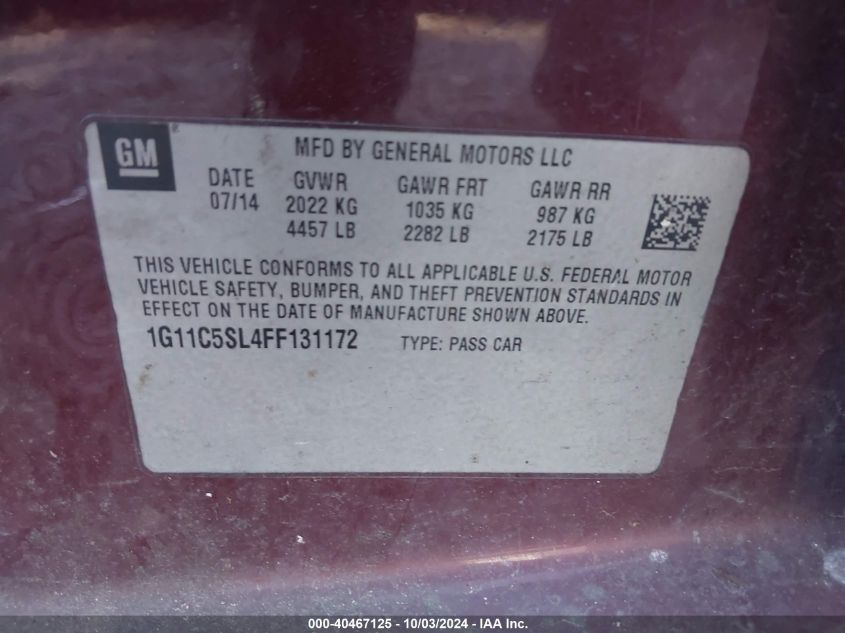 GM ®
MFD BY GENERAL MOTORS LLC
DATE GVWR GAWR FRT GAWR RR
07/14 2022 KG 1035 KG 987 KG
4457 LB 2282 LB 2175 LB
THIS VEHICLE CONFORMS TO ALL APPLICABLE U.S. FEDERAL MOTOR
VEHICLE SAFETY, BUMPER, AND THEFT PREVENTION STANDARDS IN
EFFECT ON THE DATE OF MANUFACTURE SHOWN ABOVE.
1G11C5SL4FF131172 TYPE: PASS CAR
000-40467125 - 10/03/2024 - IAAI Inc.